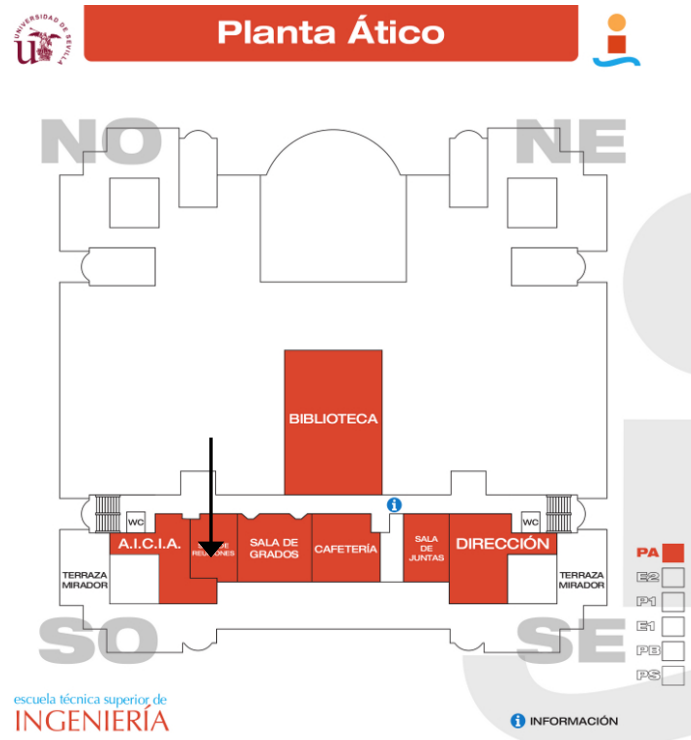 UNIVERSIDAD DE SEVILLA
Planta Ático
NO
NE
BIBLIOTECA
WC
WC
A.I.C.I.A.
SALA DE
GRADOS
CAFETERÍA
SALA
DE
JUNTAS
DIRECCIÓN
TERRAZA
MIRADOR
TERRAZA
MIRADOR
SO
SE
PA
E2
P1
E1
PB
PS
escuela técnica superior de
INGENIERÍA
i INFORMACIÓN